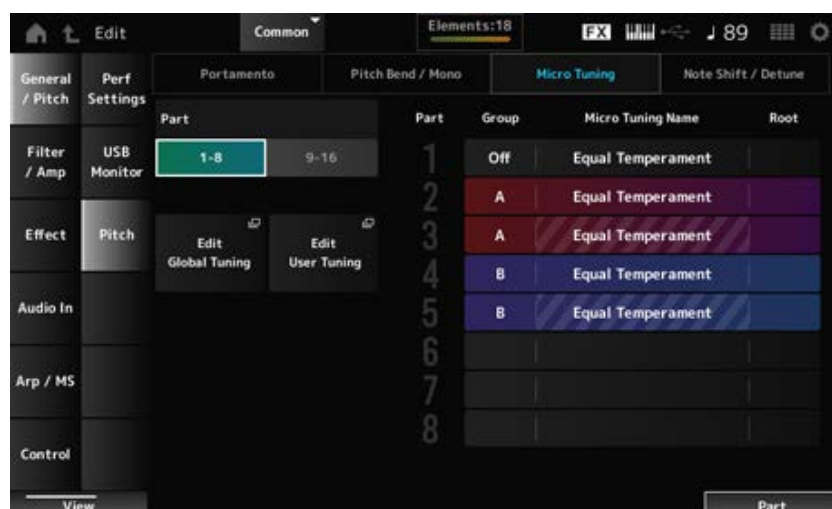 Edit
Common
Elements:18
FX
89
General / Pitch
Perf Settings
Portamento
Pitch Bend / Mono
Micro Tuning
Note Shift / Detune
Part
Part
Group
Micro Tuning Name
Root
Filter / Amp
USB Monitor
1-8
9-16
1
Off
Equal Temperament
2
A
Equal Temperament
Effect
Pitch
Edit Global Tuning
Edit User Tuning
3
A
Equal Temperament
4
B
Equal Temperament
Audio In
5
B
Equal Temperament
6
Arp / MS
7
8
Control
View
Part